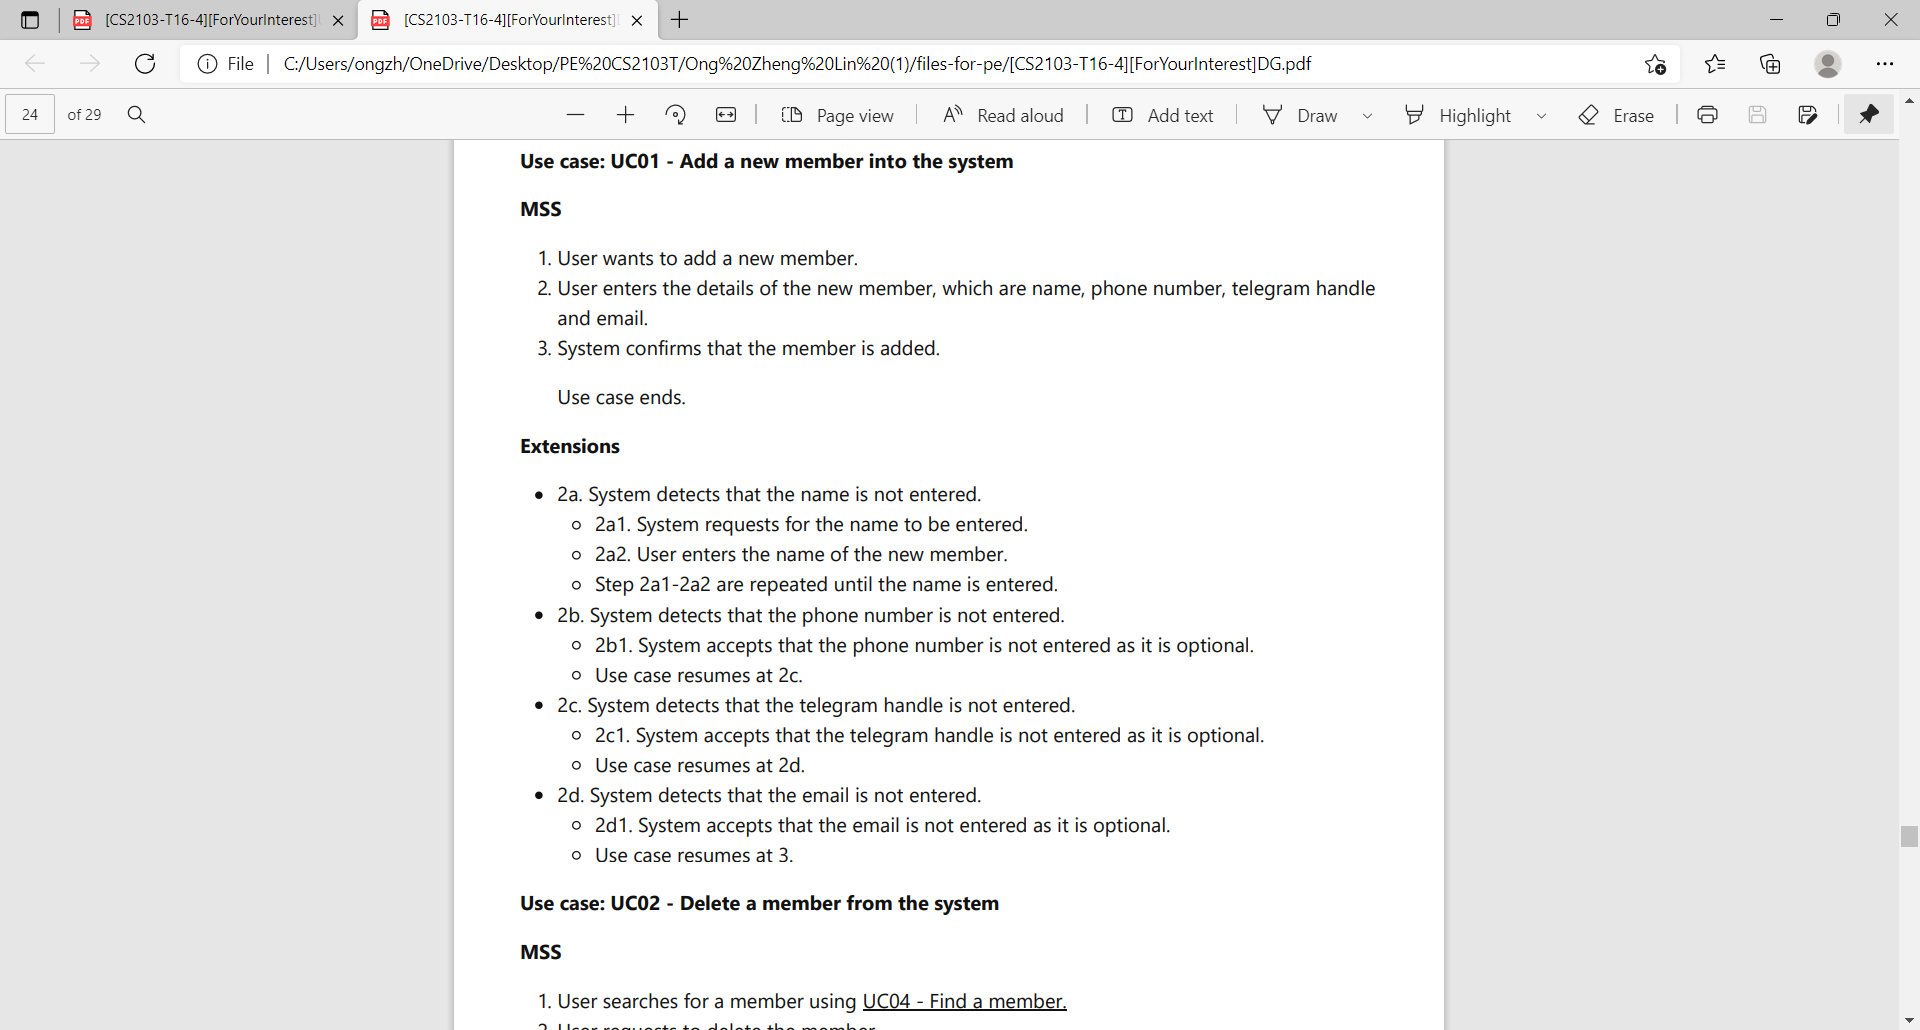 [CS2103-T16-4][ForYourInterest]
[CS2103-T16-4][ForYourInterest]
File
C:/Users/ongzh/OneDrive/Desktop/PE%20CS2103T/Ong%20Zheng%20Lin%20(1)/files-for-pe/[CS2103-T16-4][ForYourInterest]DG.pdf
24 of 29
Page view
Read aloud
Add text
Draw
Highlight
Erase
Use case: UC01 - Add a new member into the system
MSS
1. User wants to add a new member.
2. User enters the details of the new member, which are name, phone number, telegram handle
and email.
3. System confirms that the member is added.
Use case ends.
Extensions
• 2a. System detects that the name is not entered.
◦ 2a1. System requests for the name to be entered.
◦ 2a2. User enters the name of the new member.
◦ Step 2a1-2a2 are repeated until the name is entered.
• 2b. System detects that the phone number is not entered.
◦ 2b1. System accepts that the phone number is not entered as it is optional.
◦ Use case resumes at 2c.
• 2c. System detects that the telegram handle is not entered.
◦ 2c1. System accepts that the telegram handle is not entered as it is optional.
◦ Use case resumes at 2d.
• 2d. System detects that the email is not entered.
◦ 2d1. System accepts that the email is not entered as it is optional.
◦ Use case resumes at 3.
Use case: UC02 - Delete a member from the system
MSS
1. User searches for a member using UC04 - Find a member.
2. User requests to delete the member